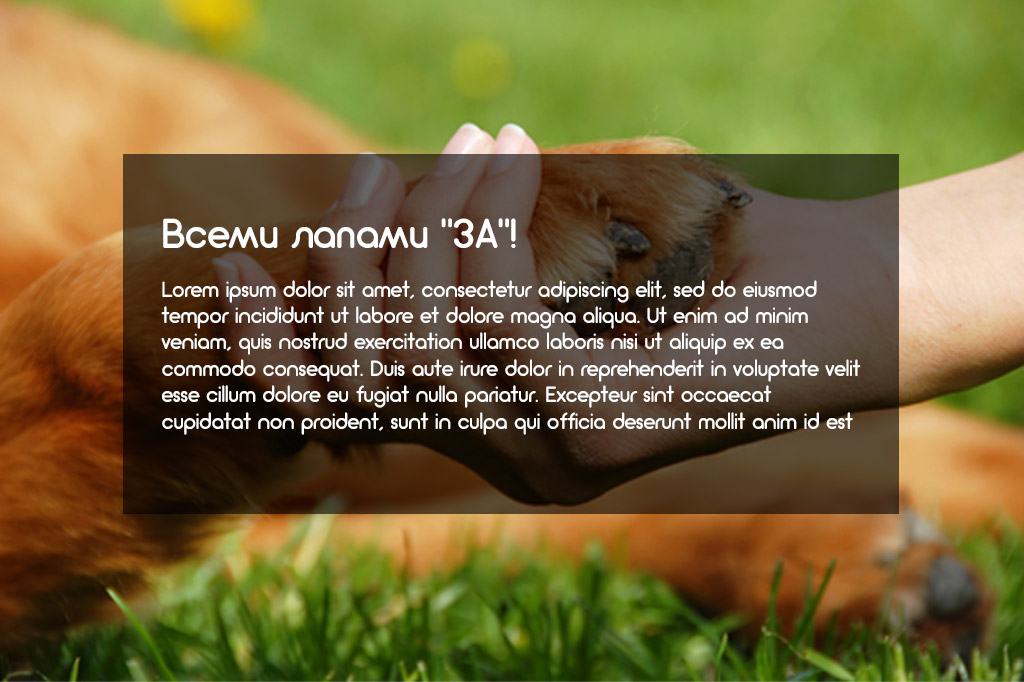 Всеми лапами "ЗА"!
Lorem ipsum dolor sit amet, consectetur adipiscing elit, sed do eiusmod
tempor incididunt ut labore et dolore magna aliqua. Ut enim ad minim
veniam, quis nostrud exercitation ullamco laboris nisi ut aliquip ex ea
commodo consequat. Duis aute irure dolor in reprehenderit in voluptate velit
esse cillum dolore eu fugiat nulla pariatur. Excepteur sint occaecat
cupidatat non proident, sunt in culpa qui officia deserunt mollit anim id est